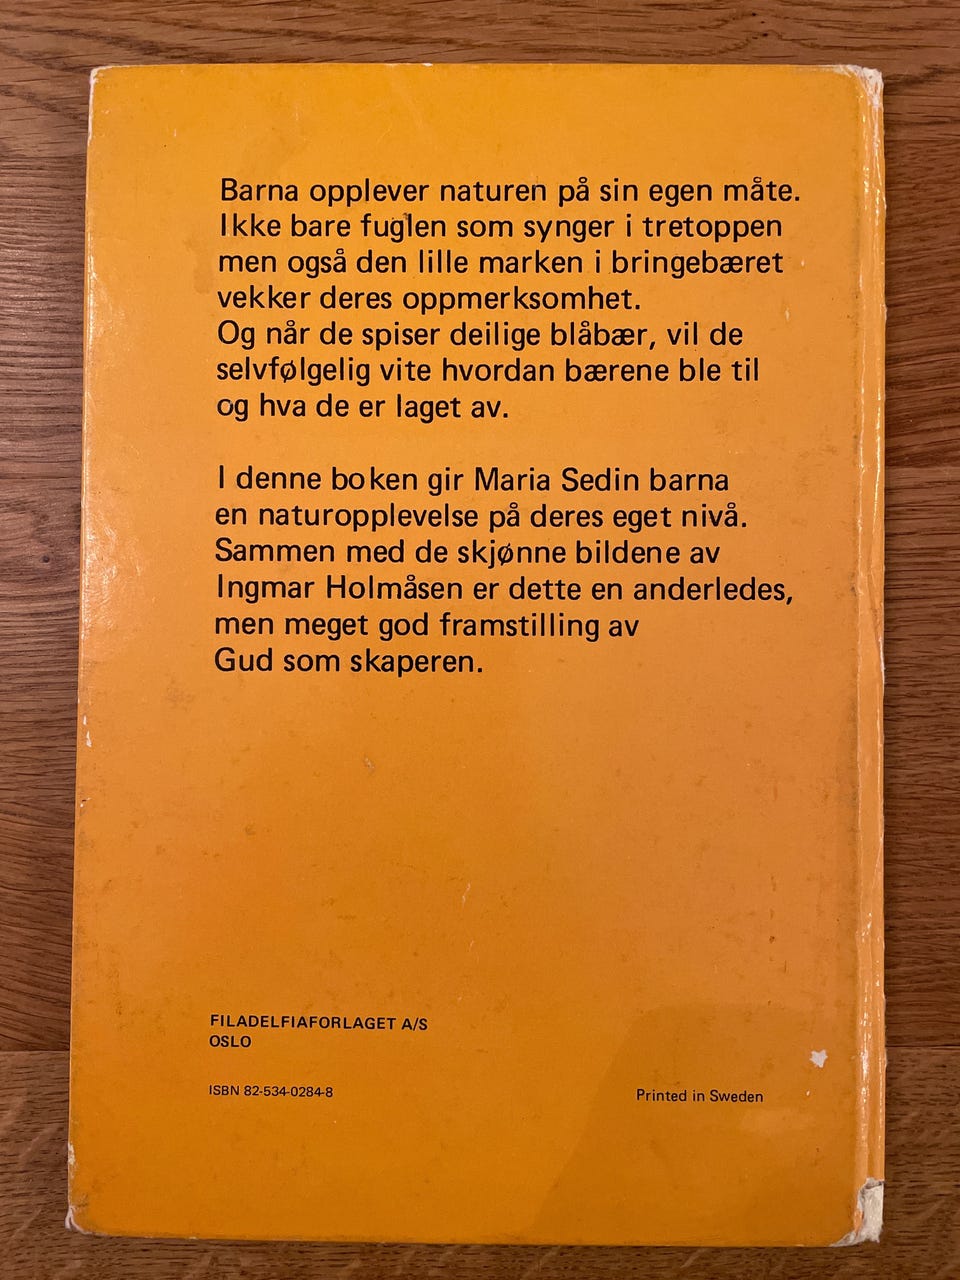 Barna opplever naturen på sin egen måte.
Ikke bare fuglen som synger i tretoppen
men også den lille marken i bringebæret
vekker deres oppmerksomhet.
Og når de spiser deilige blåbær, vil de
selvfølgelig vite hvordan bærene ble til
og hva de er laget av.
I denne boken gir Maria Sedin barna
en naturopplevelse på deres eget nivå.
Sammen med de skjønne bildene av
Ingmar Holmåsen er dette en anderledes,
men meget god framstilling av
Gud som skaperen.
FILADELFIAFORLAGET A/S
OSLO
ISBN 82-534-0284-8
Printed in Sweden